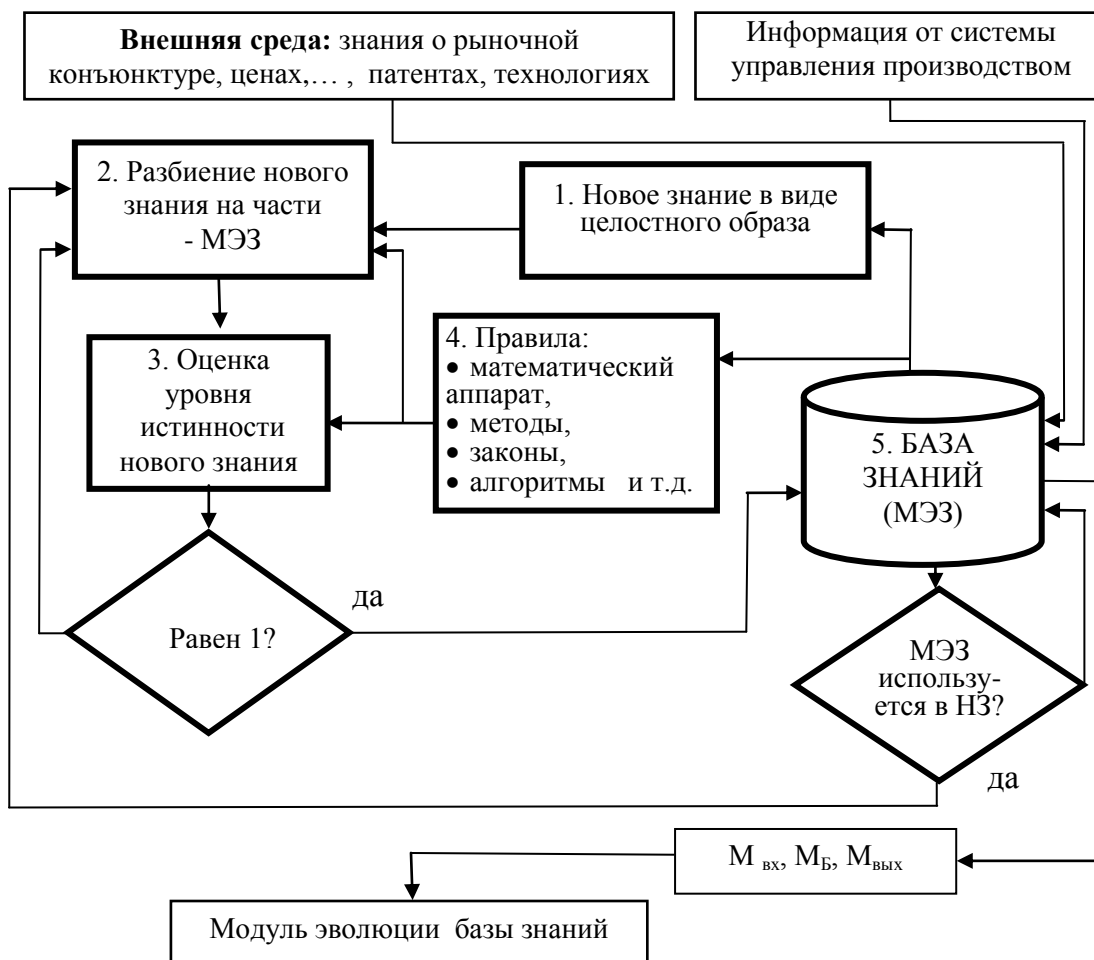 Внешняя среда: знания о рыночной
конъюнктуре, ценах,… , патентах, технологиях
Информация от системы
управления производством
2. Разбиение нового
знания на части
- МЭЗ
1. Новое знание в виде
целостного образа
3. Оценка
уровня
истинности
нового знания
4. Правила:
• математический
аппарат,
• методы,
• законы,
• алгоритмы и т.д.
5. БАЗА
ЗНАНИЙ
(МЭЗ)
Равен 1?
да
МЭЗ
использу-
ется в НЗ?
да
М вх, МБ, Мвых
Модуль эволюции базы знаний